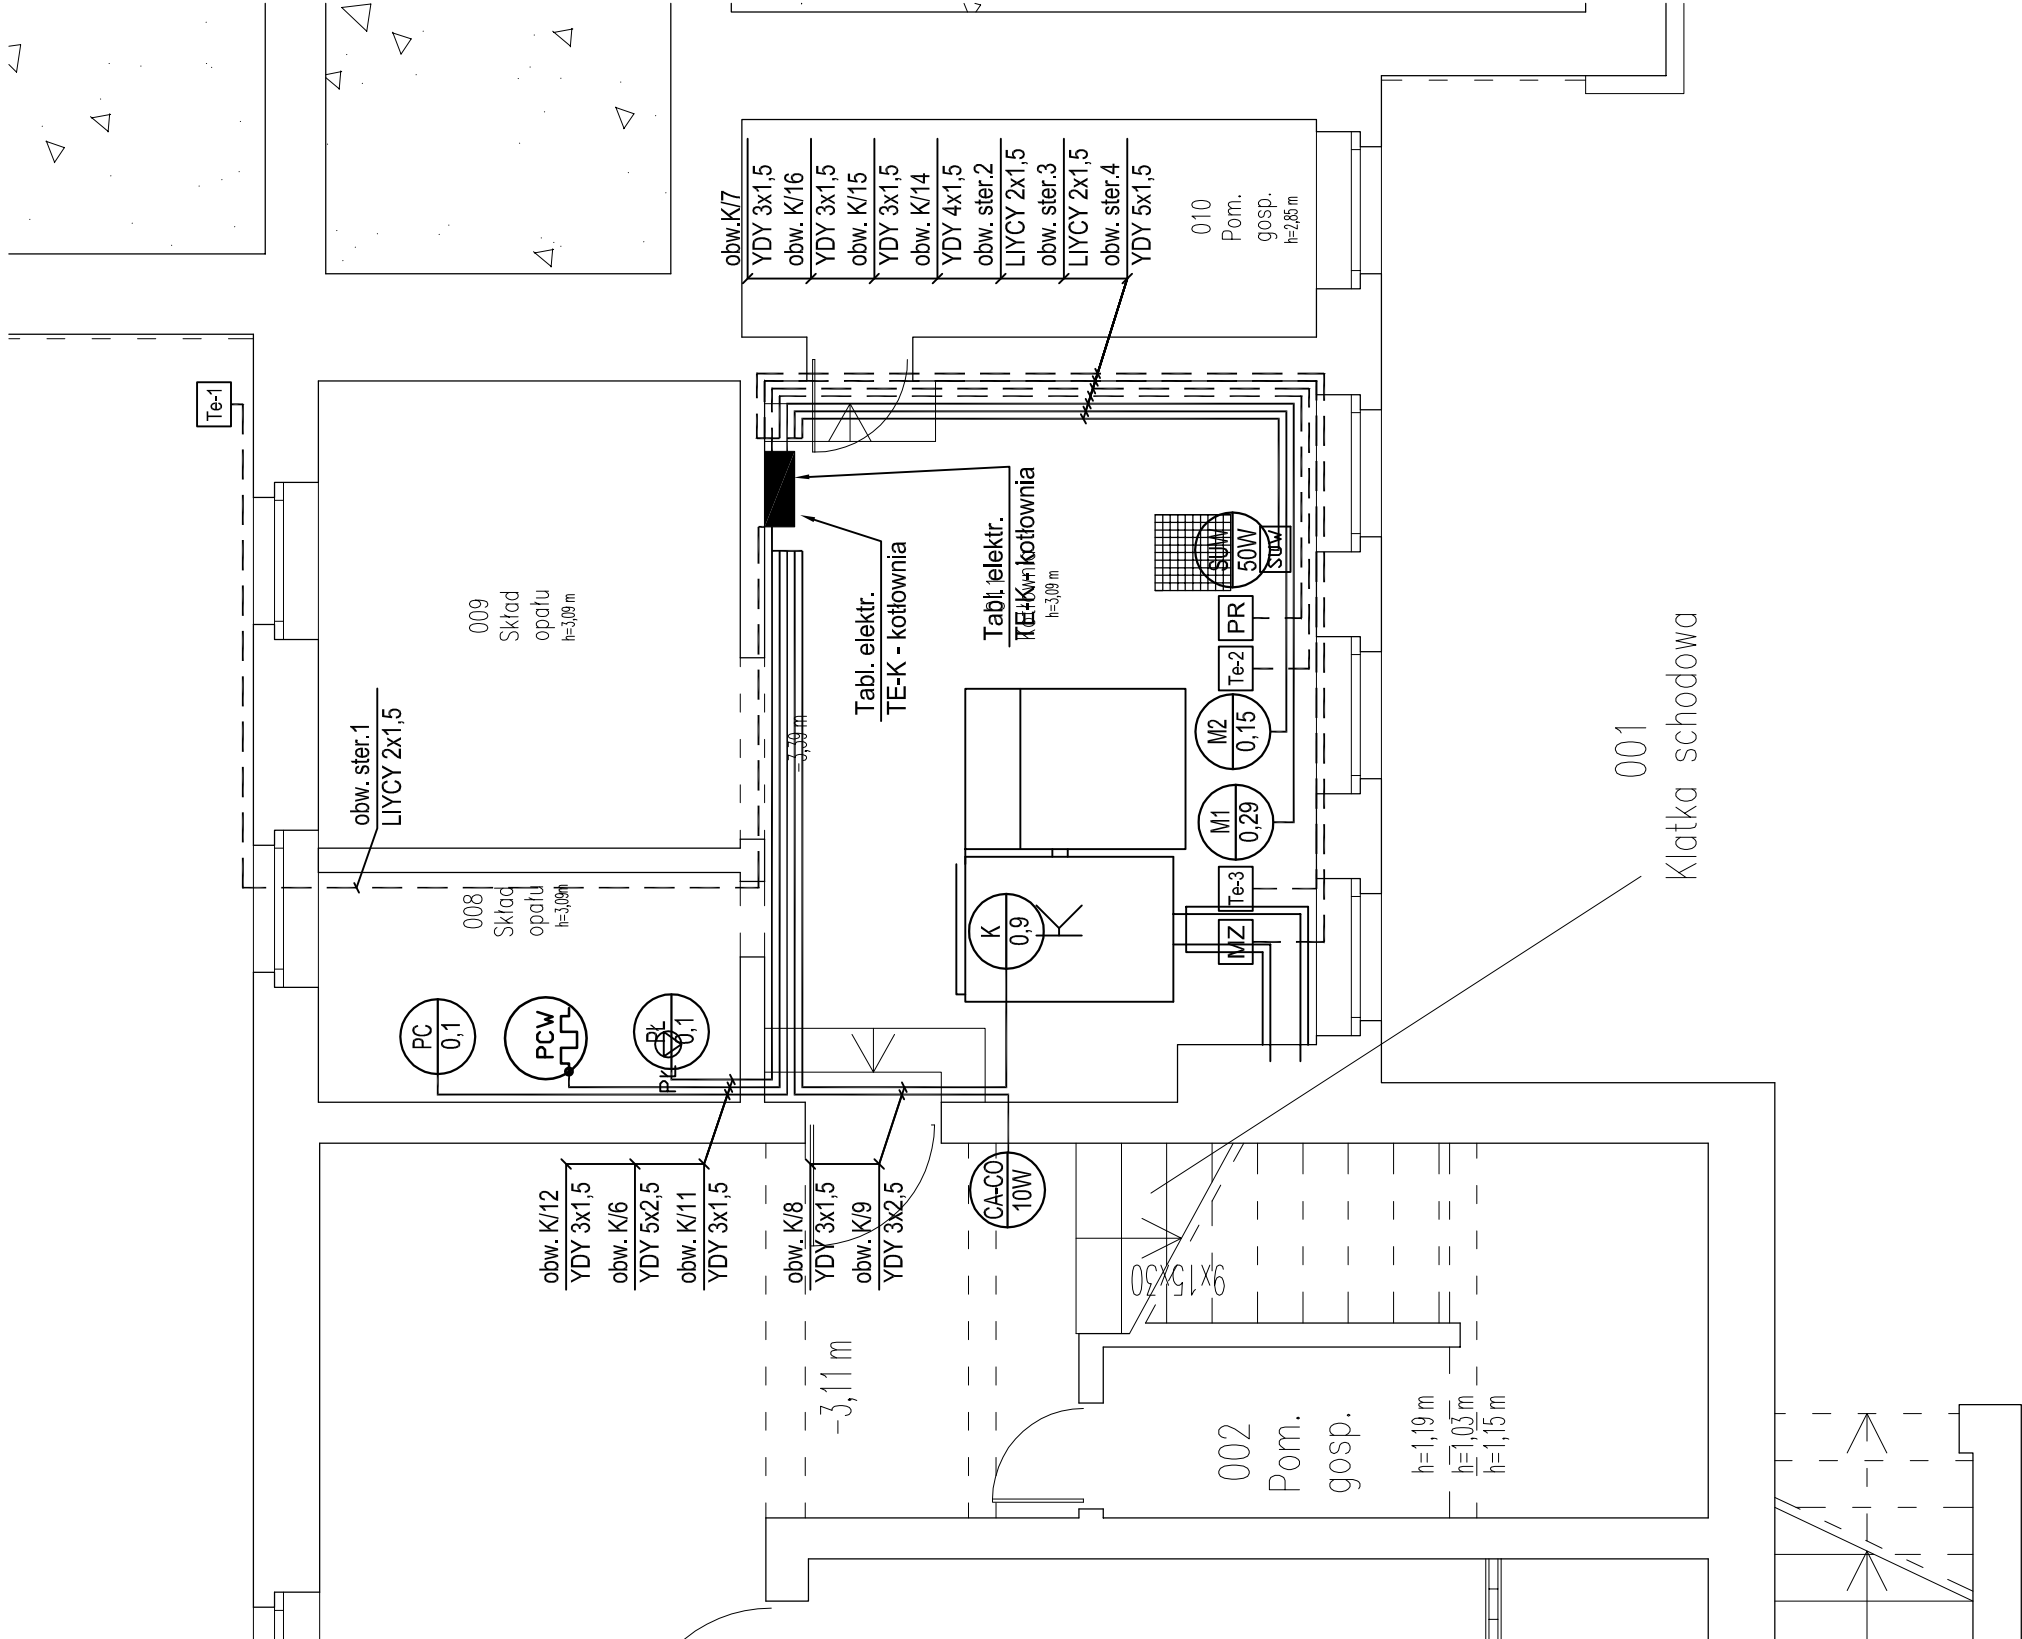 Te-1
obw. ster.1
LIYCY 2x1,5
009
Skład
opału
h=3,09 m
008
Skład
opału
h=3,09m
obw.K/7
YDY 3x1,5
obw. K/16
YDY 3x1,5
obw. K/15
YDY 3x1,5
obw. K/14
YDY 4x1,5
obw. ster.2
LIYCY 2x1,5
obw. ster.3
LIYCY 2x1,5
obw. ster.4
YDY 5x1,5
010
Pom.
gosp.
h=2,85 m
Tabl. elektr.
TE-K - kotłownia
Tabl. elektr.
TE-K - kotłownia
h=3,09 m
-3,39 m
SUW
50W
SUW
PR
Te-2
M2
0,15
M1
0,29
Te-3
MZ
K
0,9
K
PC
0,1
PCW
PŁ
0,1
PŁ
obw. K/12
YDY 3x1,5
obw. K/6
YDY 5x2,5
obw. K/11
YDY 3x1,5
obw. K/8
YDY 3x1,5
obw. K/9
YDY 3x2,5
CA-CO
10W
9x15x30
-3,11 m
001
Klatka schodowa
002
Pom.
gosp.
h=1,19 m
h=1,03 m
h=1,15 m